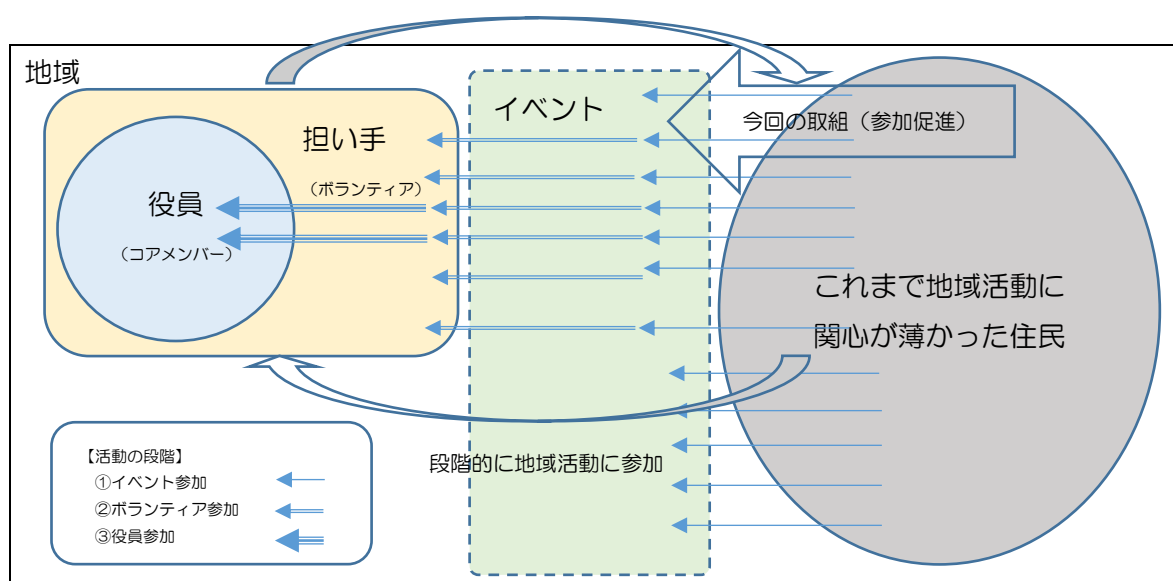 地域
イベント
今回の取組（参加促進）
担い手
（ボランティア）
役員
（コアメンバー）
これまで地域活動に
関心が薄かった住民
段階的に地域活動に参加
【活動の段階】
①イベント参加
②ボランティア参加
③役員参加